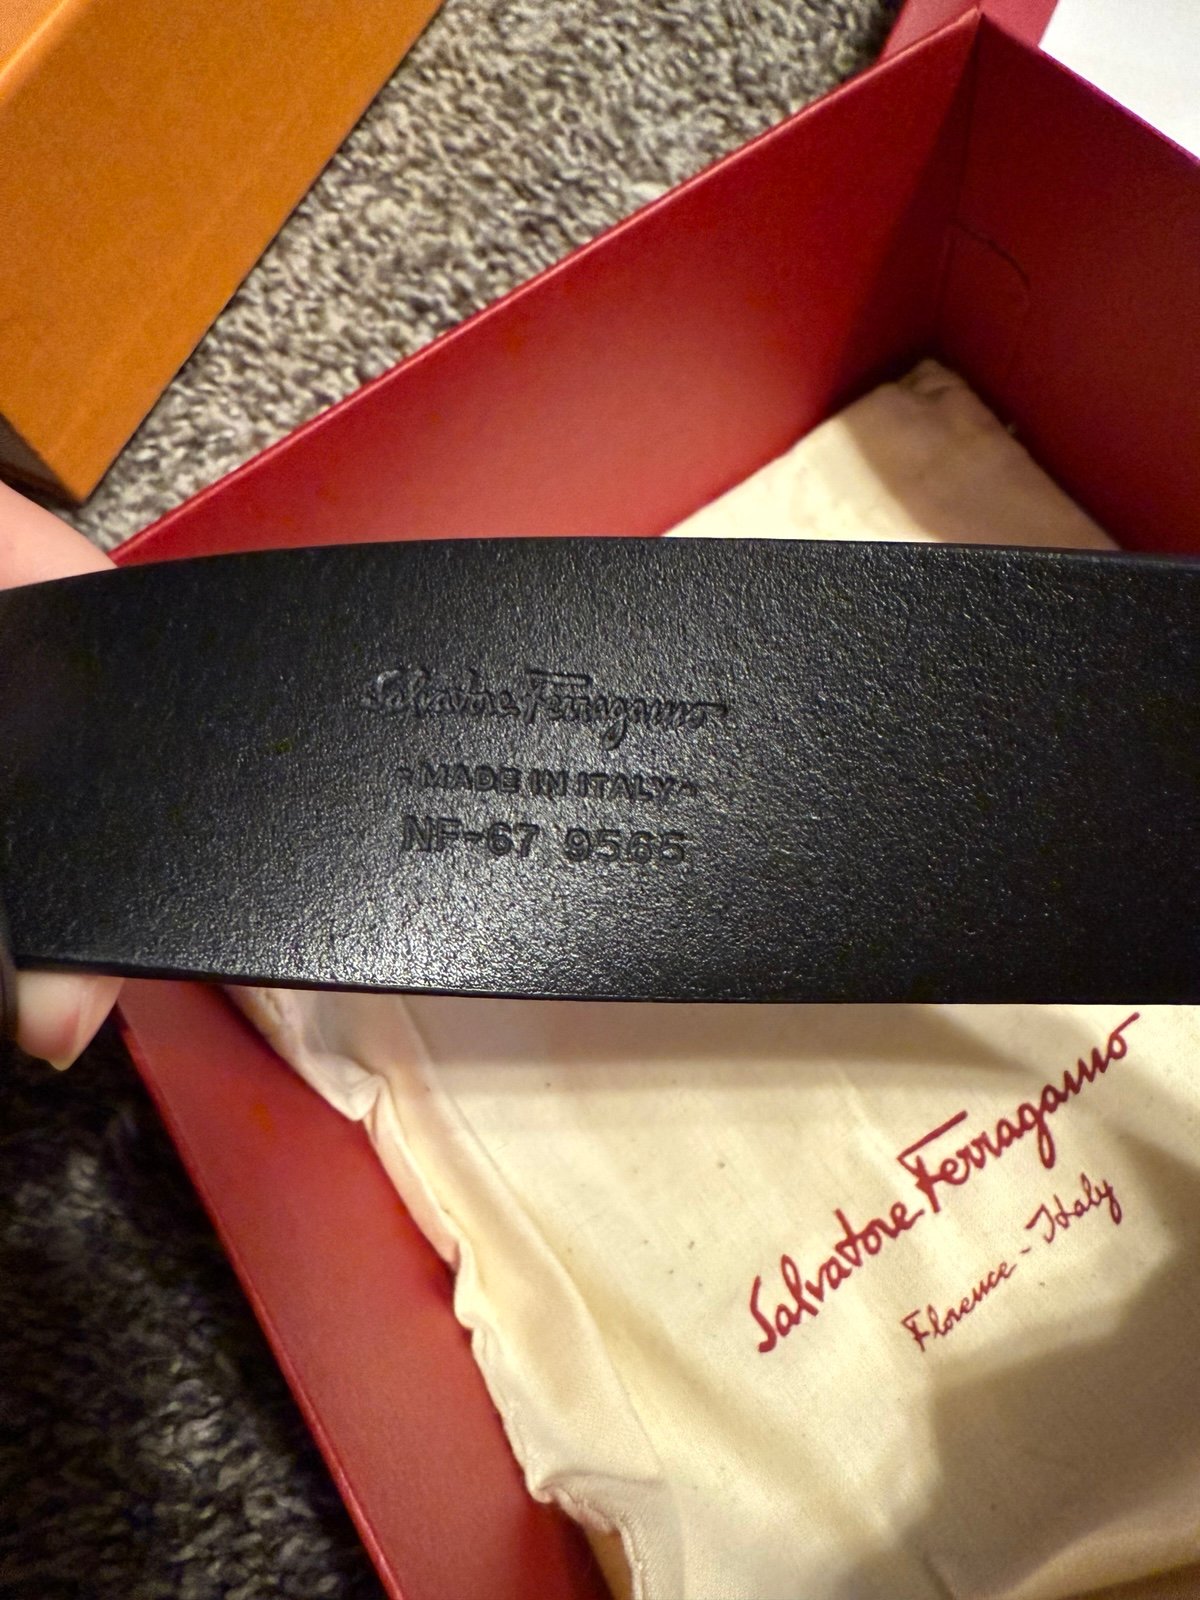 Salvatore Ferragamo
- MADE IN ITALY -
NF-67 9565
Salvatore Ferragamo
Florence - Italy